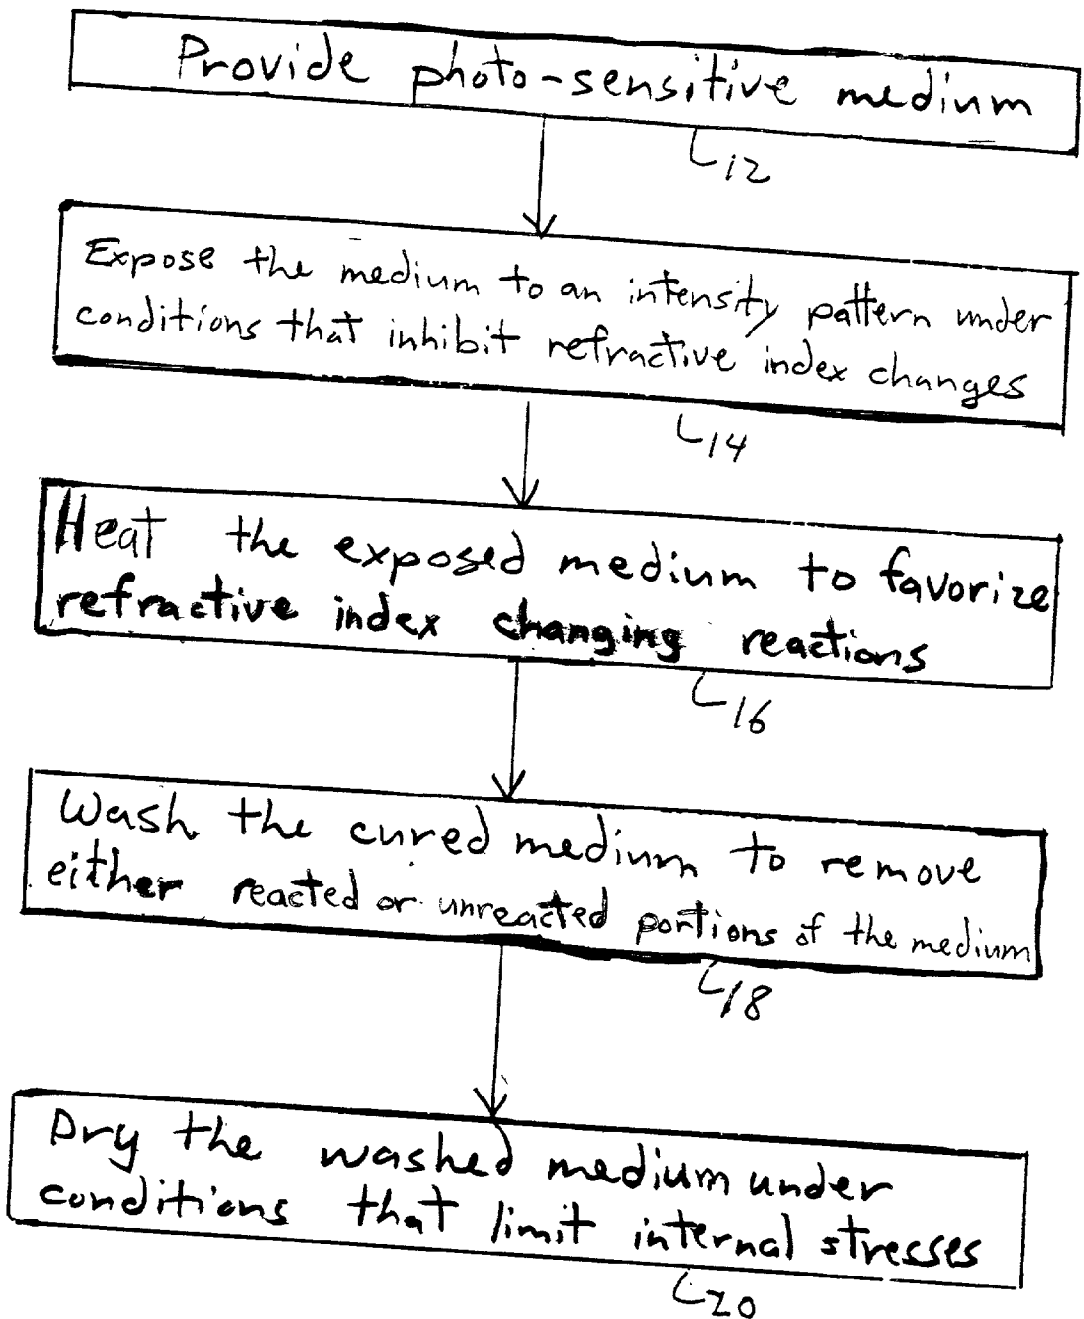 Provide photo-sensitive medium
12
Expose the medium to an intensity pattern under
conditions that inhibit refractive index changes
14
Heat the exposed medium to favorize
refractive index changing reactions
16
Wash the cured medium to remove
either reacted or unreacted portions of the medium
18
Dry the washed medium under
conditions that limit internal stresses
20